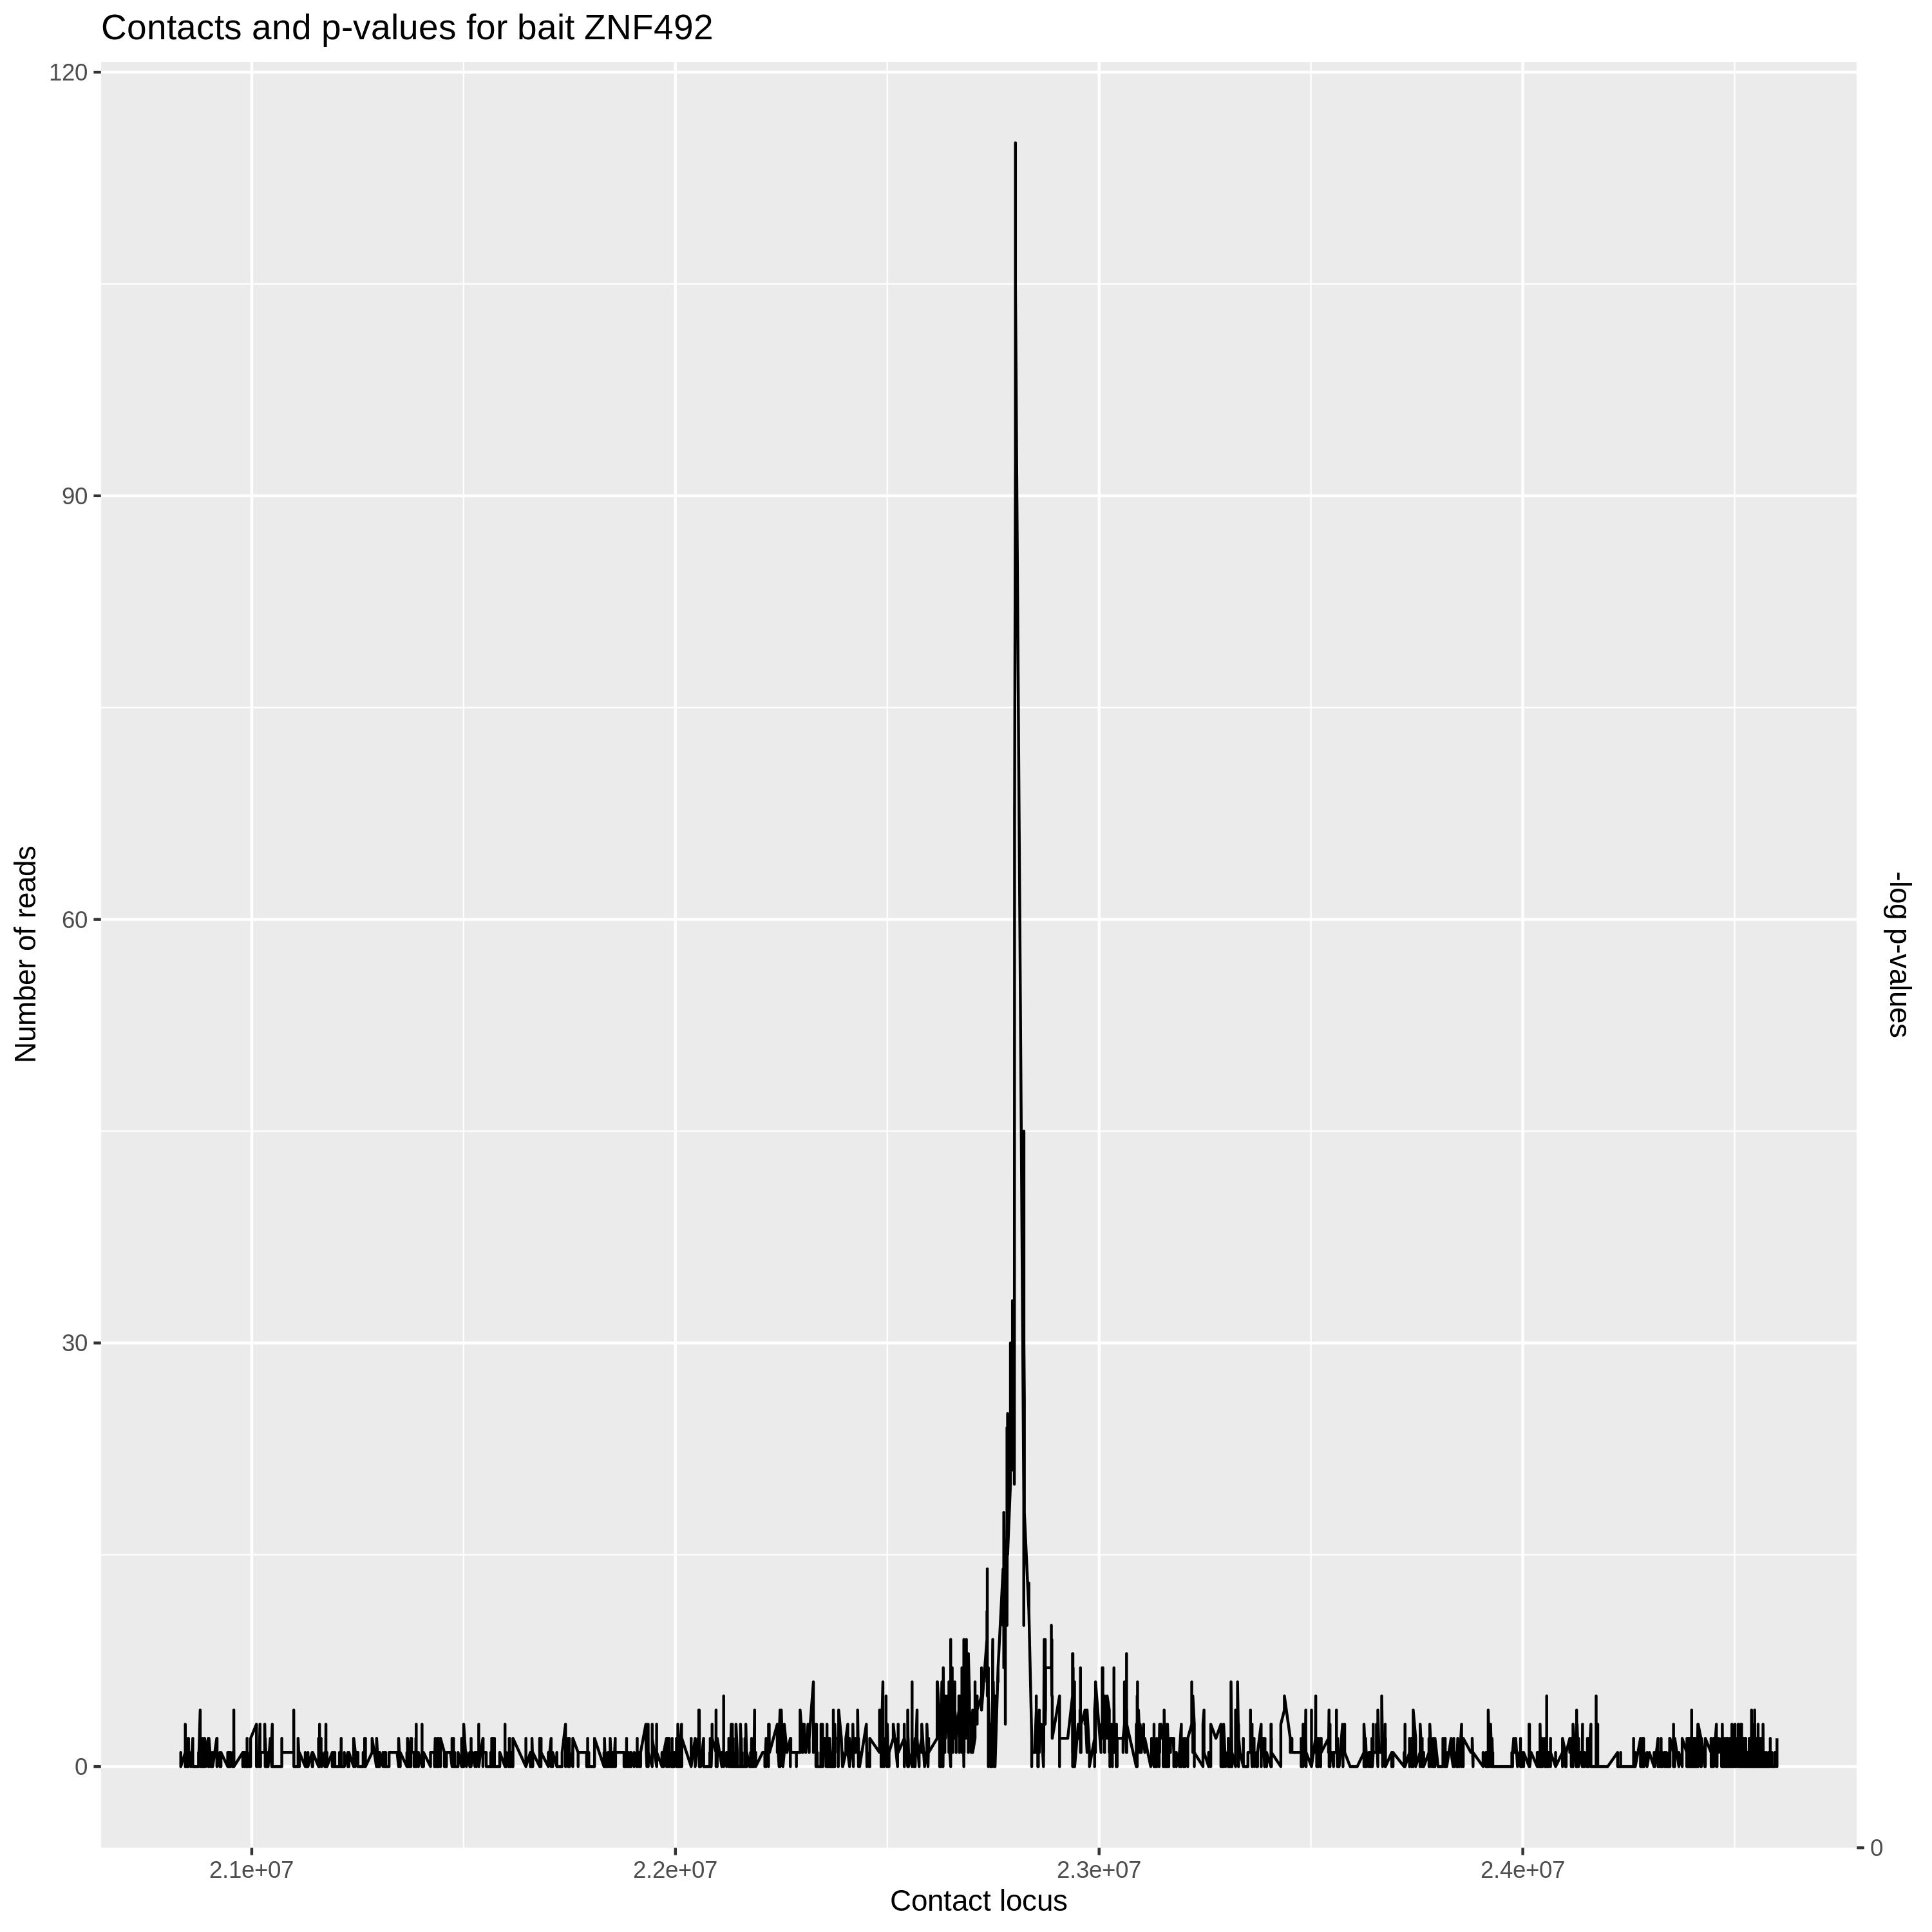 Contacts and p-values for bait ZNF492
120
90
60
30
0
Number of reads
-log p-values
0
2.1e+07
2.2e+07
2.3e+07
2.4e+07
Contact locus